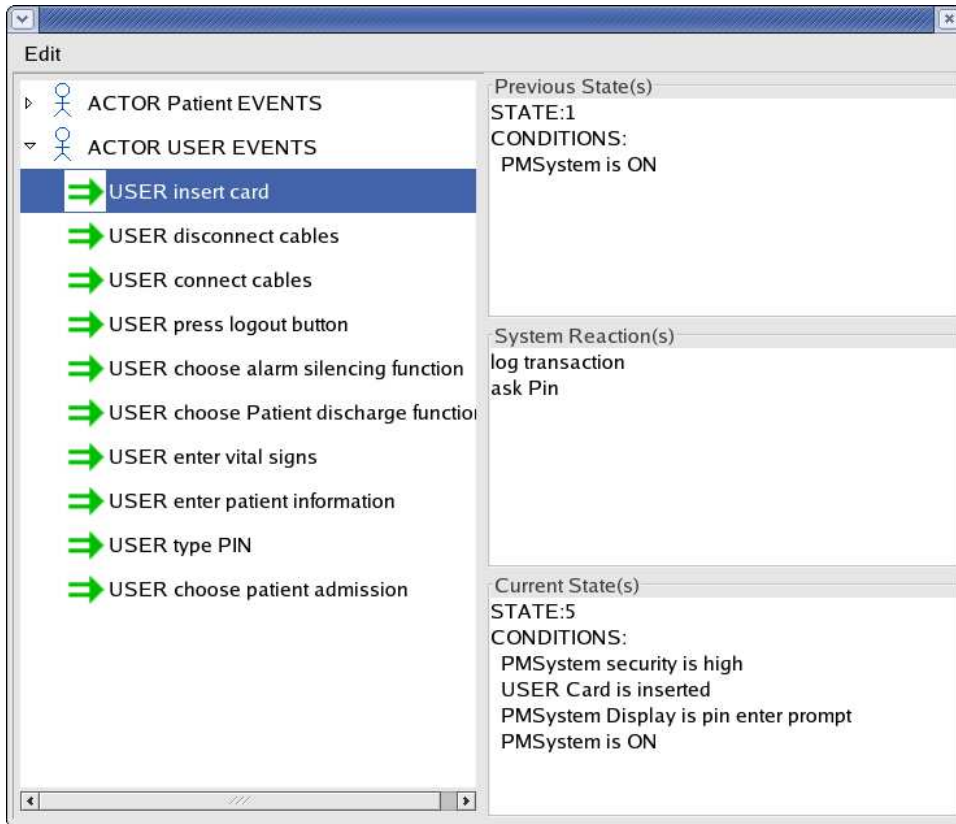 Edit
ACTOR Patient EVENTS
ACTOR USER EVENTS
USER insert card
USER disconnect cables
USER connect cables
USER press logout button
USER choose alarm silencing function
USER choose Patient discharge function
USER enter vital signs
USER enter patient information
USER type PIN
USER choose patient admission
Previous State(s)
STATE:1
CONDITIONS:
PMSystem is ON
System Reaction(s)
log transaction
ask Pin
Current State(s)
STATE:5
CONDITIONS:
PMSystem security is high
USER Card is inserted
PMSystem Display is pin enter prompt
PMSystem is ON